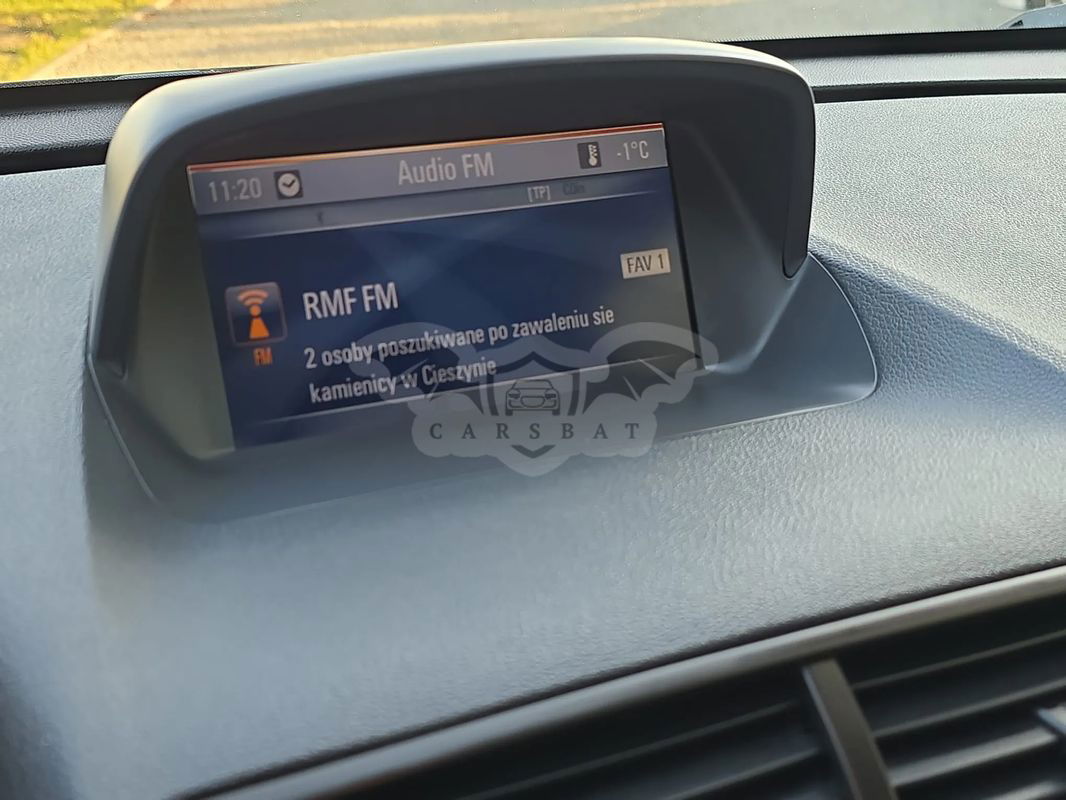 11:20 Audio FM -1°C
[TP]
FAV 1
RMF FM
FM
2 osoby poszukiwane po zawaleniu sie
kamienicy w Cieszynie
CARSBAT